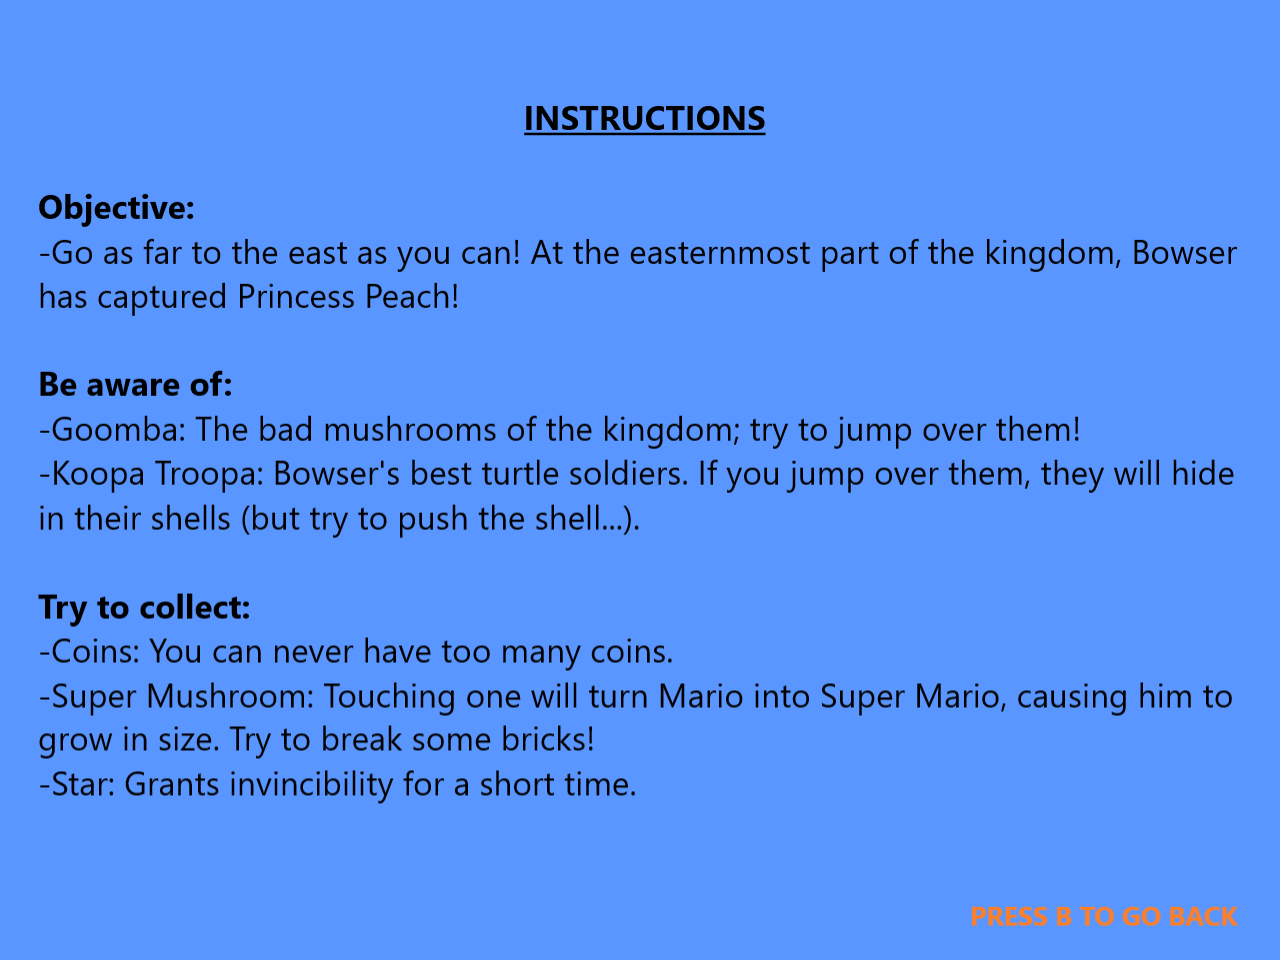 INSTRUCTIONS
Objective:
-Go as far to the east as you can! At the easternmost part of the kingdom, Bowser
has captured Princess Peach!
Be aware of:
-Goomba: The bad mushrooms of the kingdom; try to jump over them!
-Koopa Troopa: Bowser's best turtle soldiers. If you jump over them, they will hide
in their shells (but try to push the shell...).
Try to collect:
-Coins: You can never have too many coins.
-Super Mushroom: Touching one will turn Mario into Super Mario, causing him to
grow in size. Try to break some bricks!
-Star: Grants invincibility for a short time.
PRESS B TO GO BACK